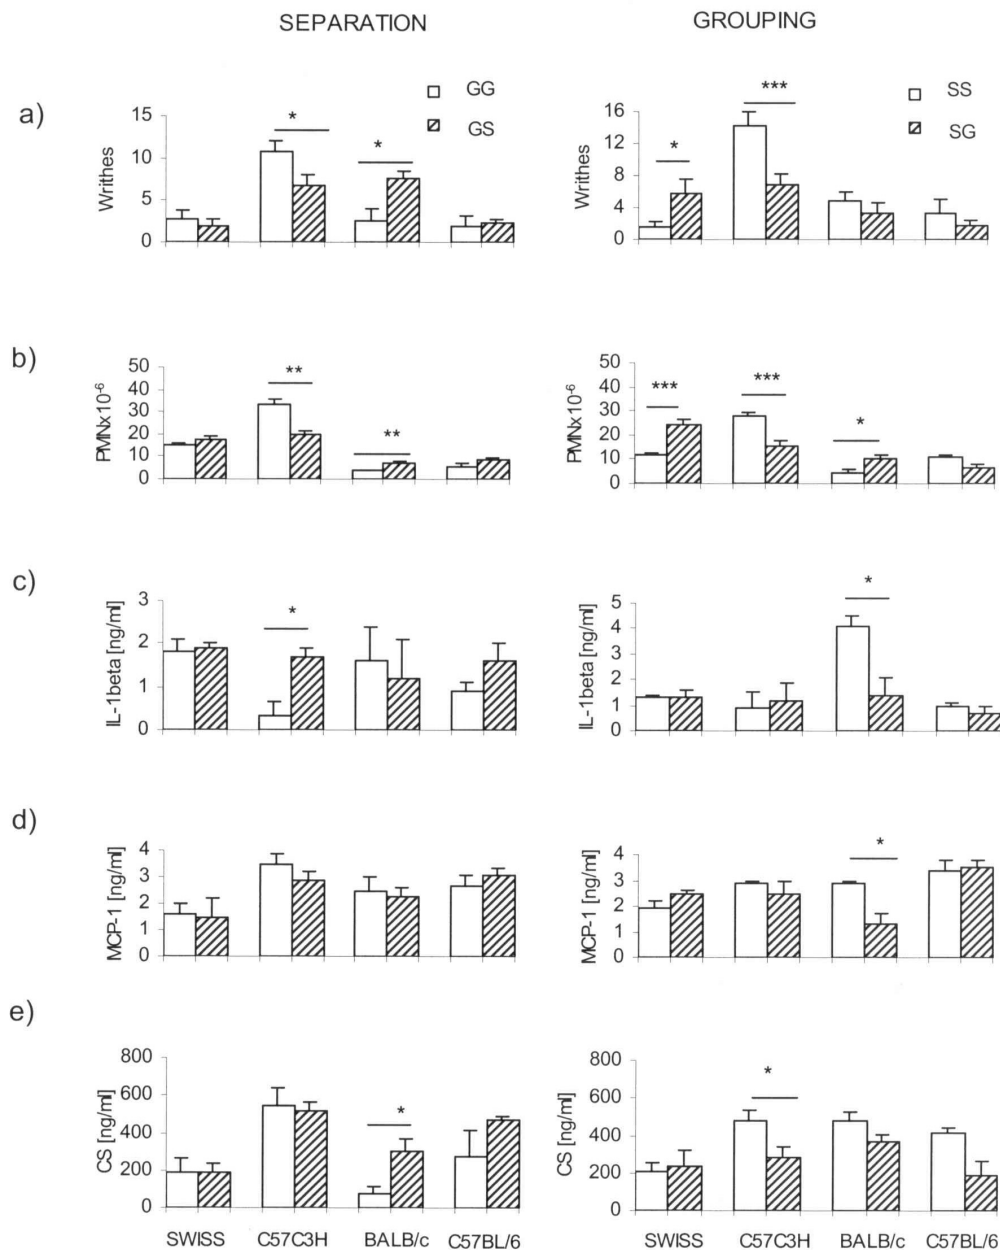 SEPARATION
GROUPING
a)
Writhes
15
10
5
0
*
*
GG
GS
Writhes
16
12
8
4
0
*
***
SS
SG
b)
PMNx10-6
50
40
30
20
10
0
**
**
PMNx10-6
50
40
30
20
10
0
***
***
*
c)
IL-1beta [ng/ml]
3
2
1
0
*
IL-1beta [ng/ml]
5
4
3
2
1
0
*
d)
MCP-1 [ng/ml]
4
3
2
1
0
MCP-1 [ng/ml]
4
3
2
1
0
*
e)
CS [ng/ml]
800
600
400
200
0
*
SWISS C57C3H BALB/c C57BL/6
CS [ng/ml]
800
600
400
200
0
*
SWISS C57C3H BALB/c C57BL/6